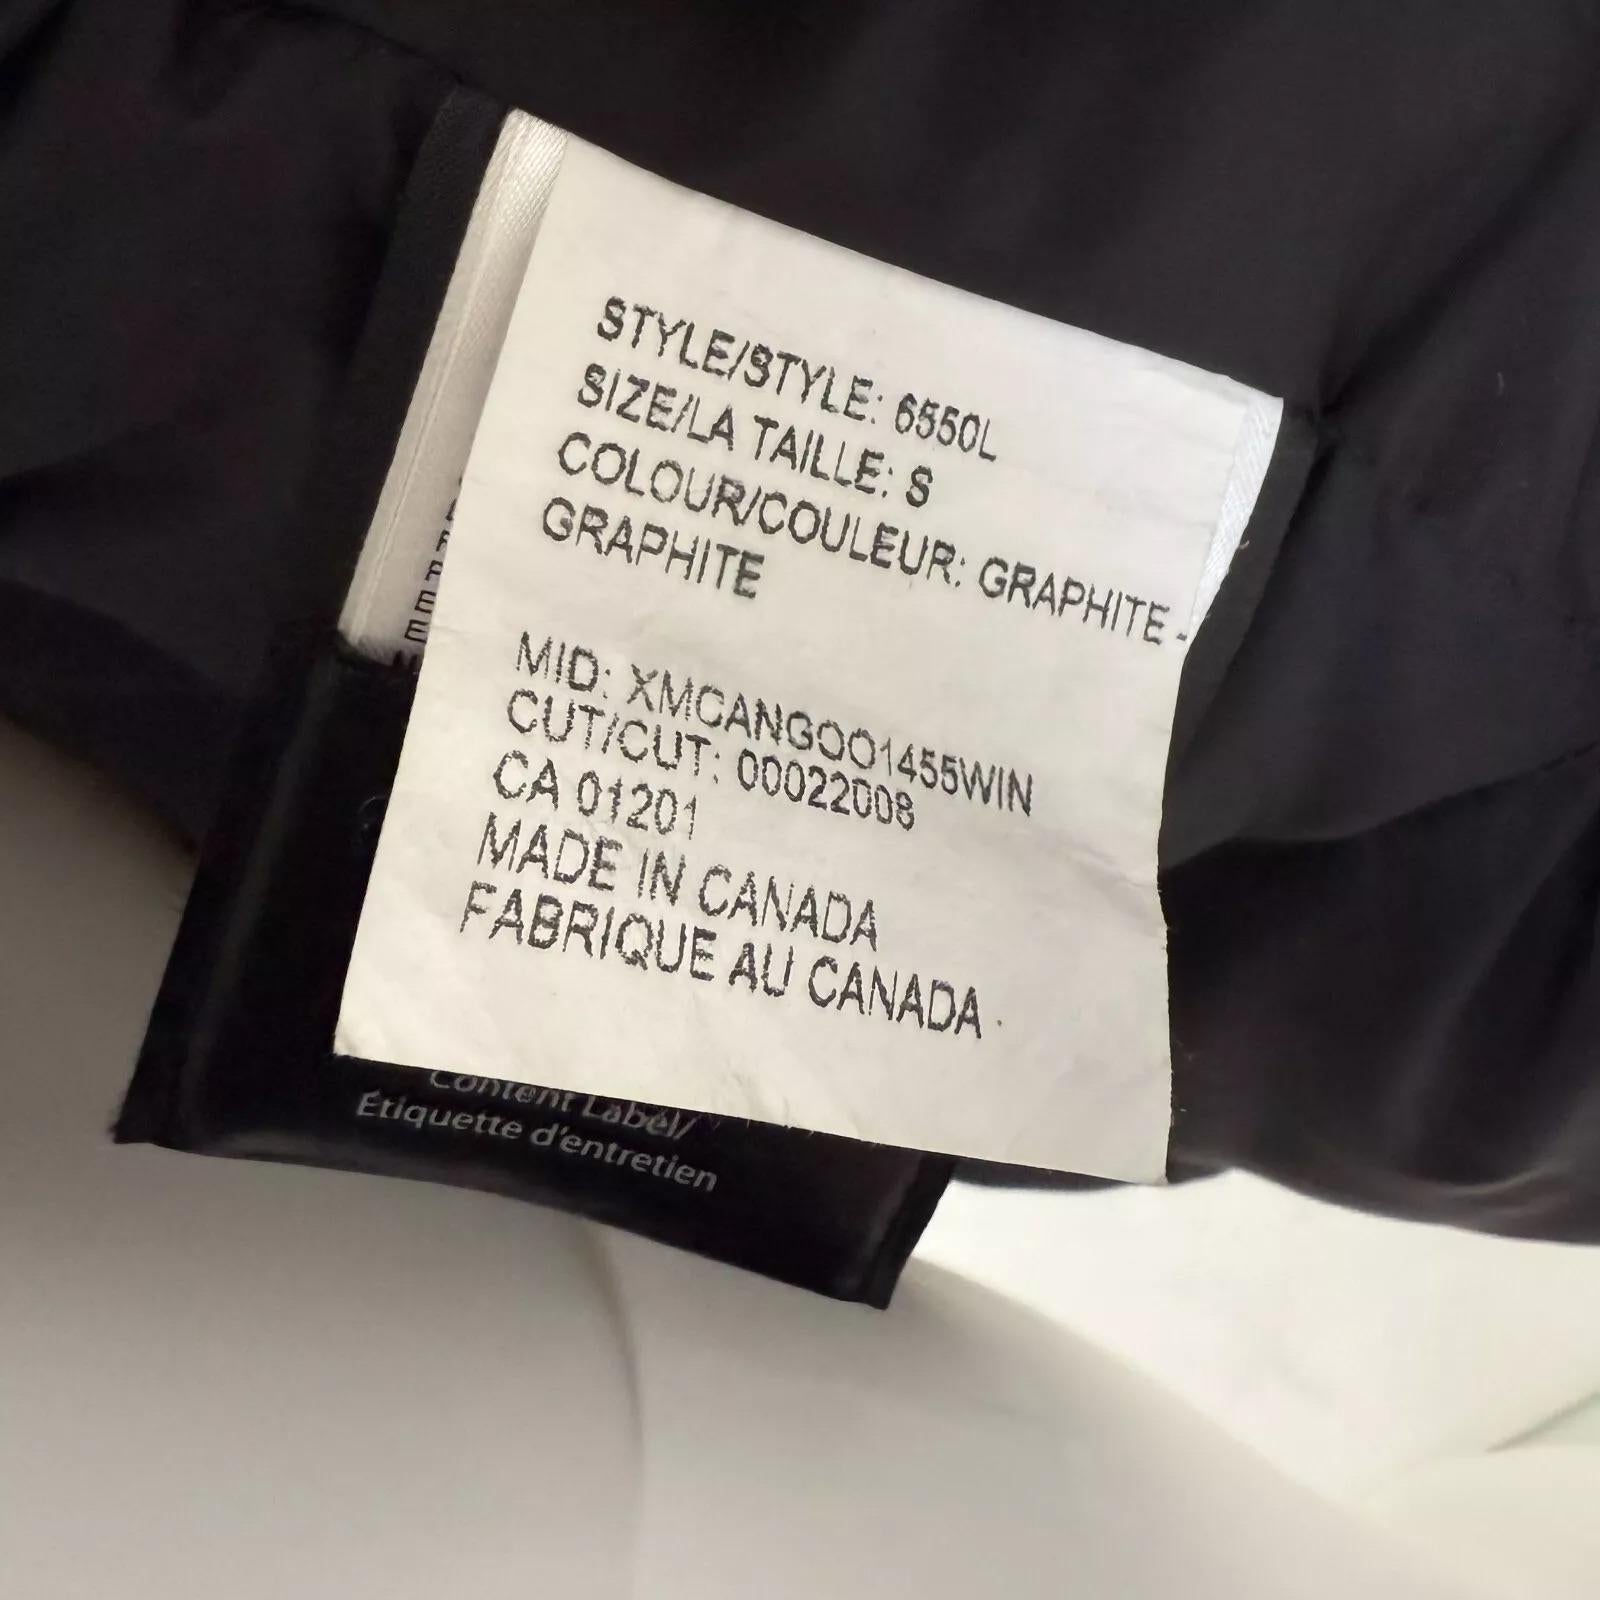 STYLE/STYLE: 6550L
SIZE/LA TAILLE: S
COLOUR/COULEUR: GRAPHITE -
GRAPHITE
MID: XMCANGOO1455WIN
CUT/CUT: 00022008
CA 01201
MADE IN CANADA
FABRIQUE AU CANADA
Content Label/
Étiquette d'entretien